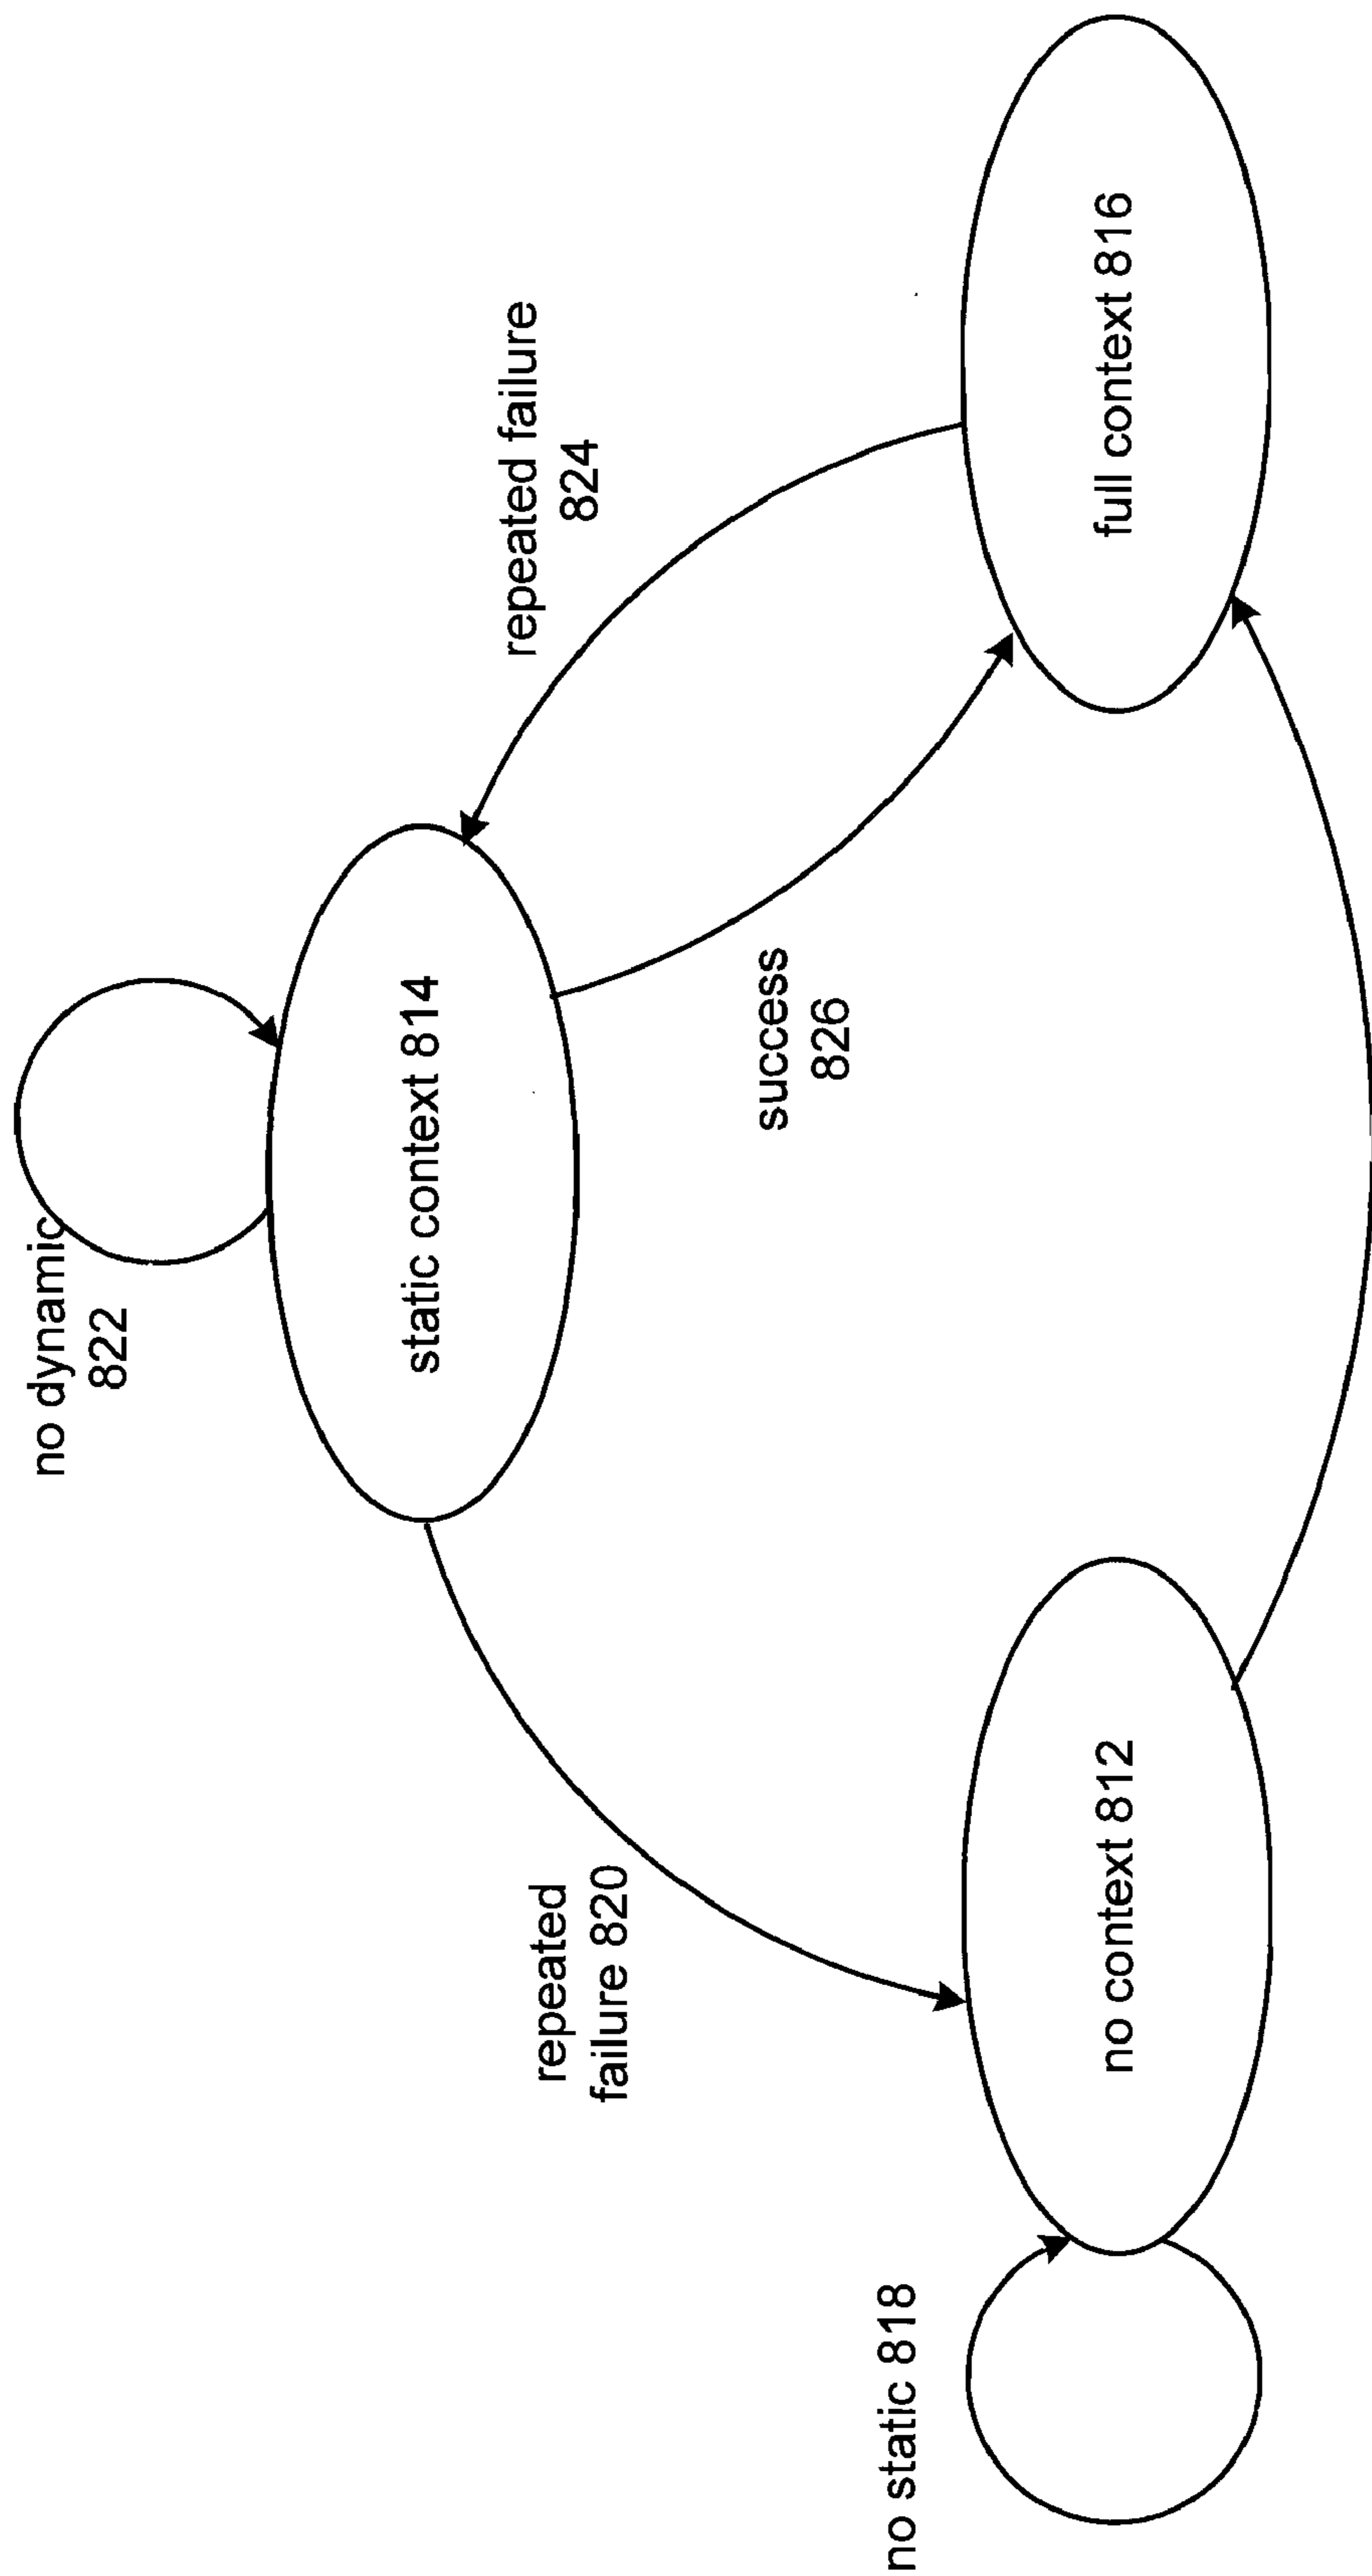 no dynamic
822
static context 814
repeated
failure 820
repeated failure
824
success
826
no static 818
no context 812
full context 816